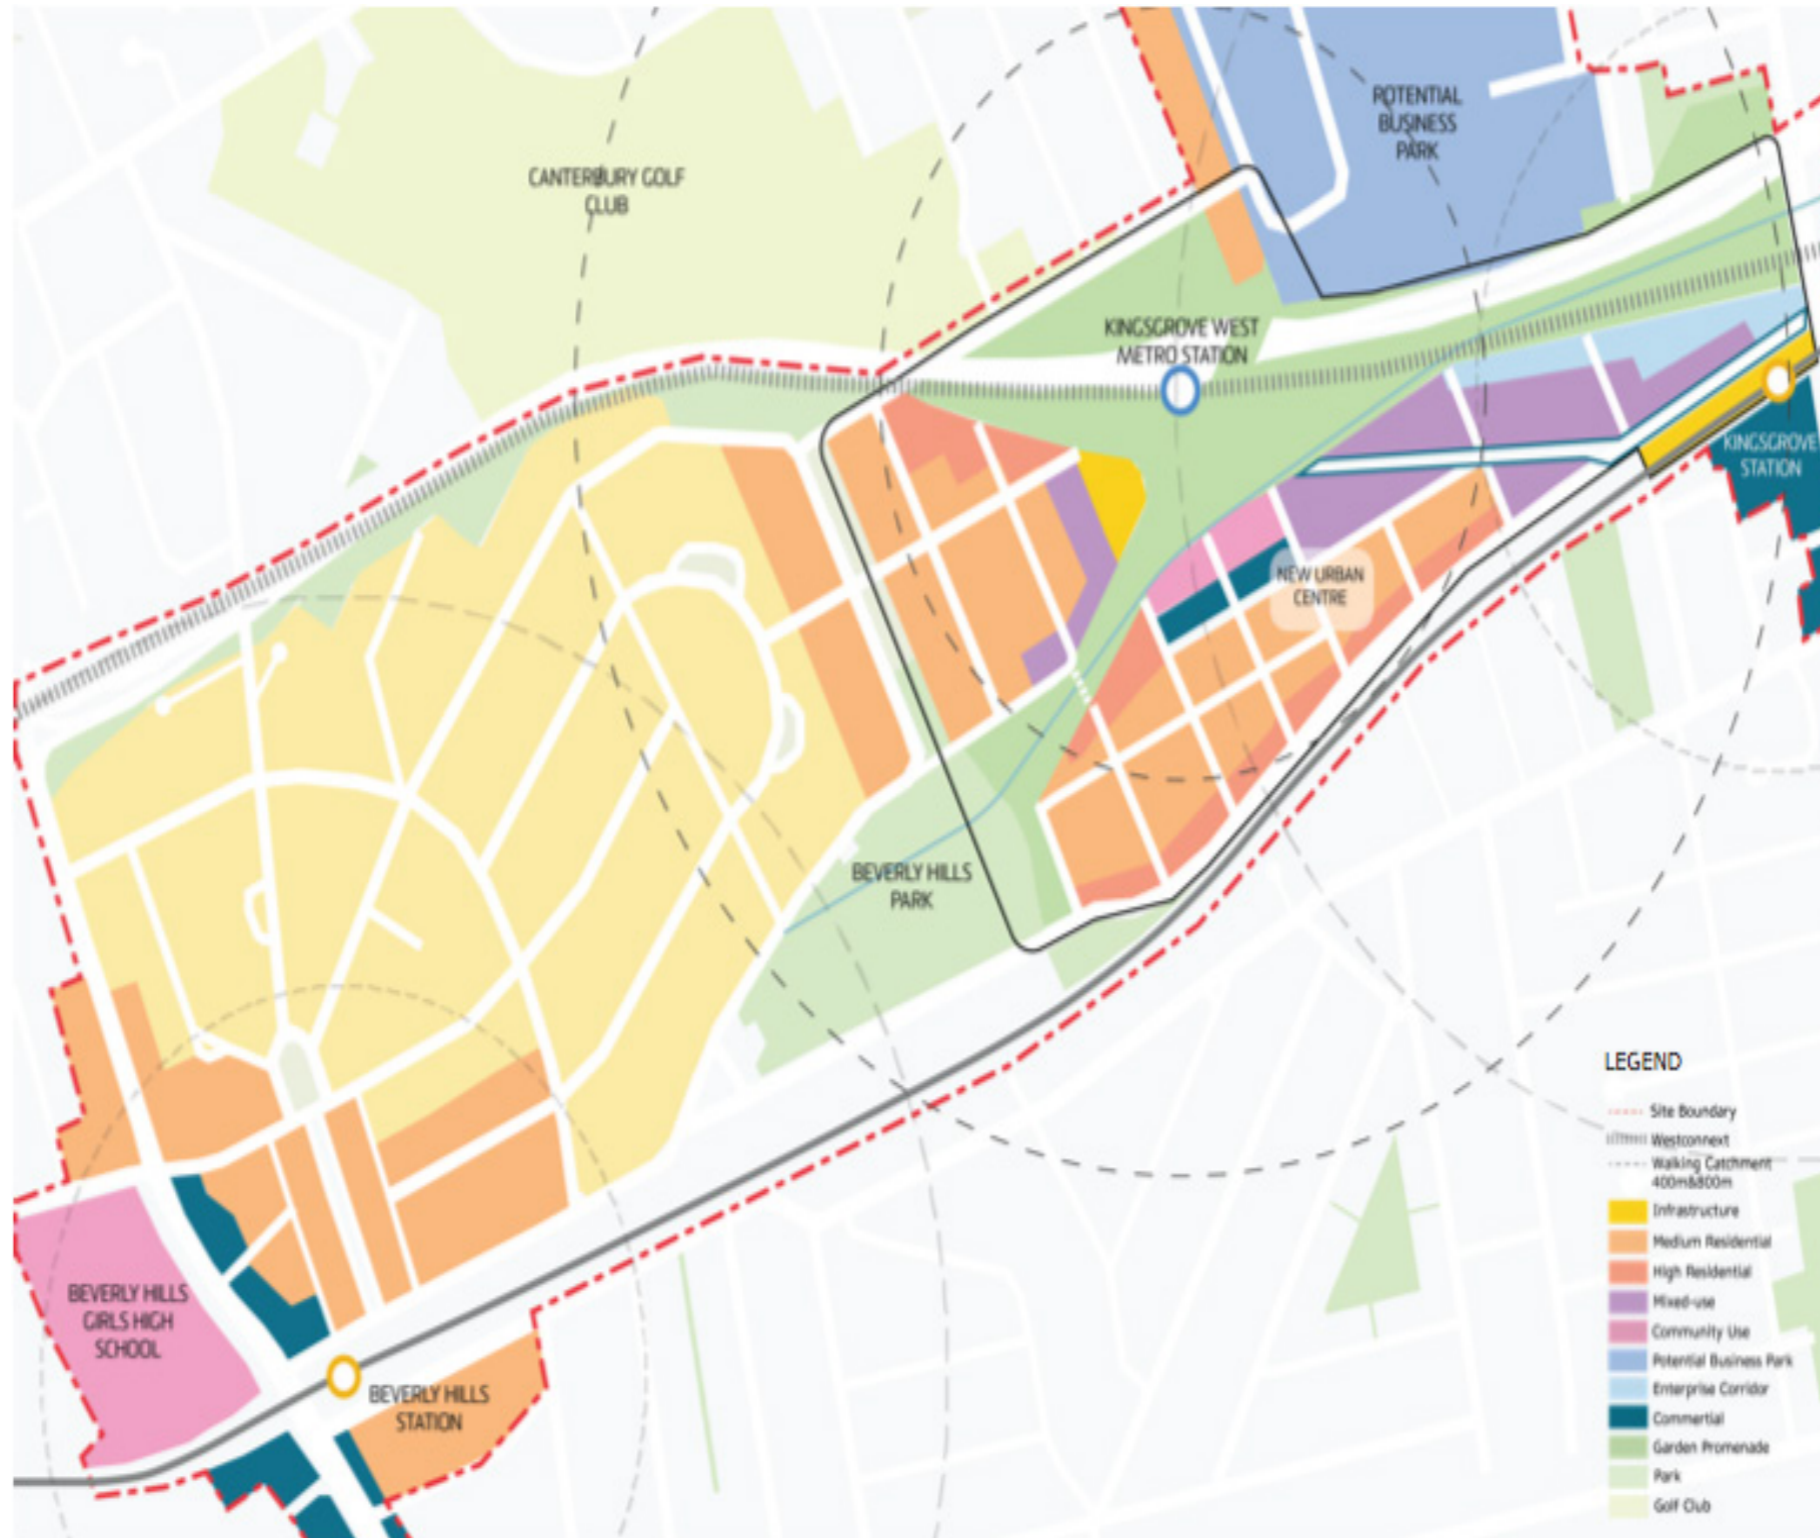 POTENTIAL
BUSINESS
PARK
CANTERBURY GOLF
CLUB
KINGSGROVE WEST
METRO STATION
KINGSGROVE
STATION
NEW URBAN
CENTRE
BEVERLY HILLS
PARK
BEVERLY HILLS
GIRLS HIGH
SCHOOL
BEVERLY HILLS
STATION
LEGEND
Site Boundary
Westconnext
Walking Catchment
400m&800m
Infrastructure
Medium Residential
High Residential
Mixed-use
Community Use
Potential Business Park
Enterprise Corridor
Commertial
Garden Promenade
Park
Golf Club